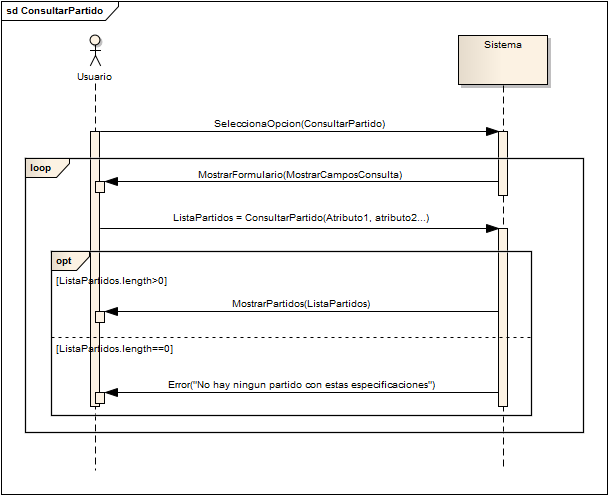 sd ConsultarPartido
Usuario
Sistema
SeleccionaOpcion(ConsultarPartido)
loop
MostrarFormulario(MostrarCamposConsulta)
ListaPartidos = ConsultarPartido(Atributo1, atributo2...)
opt
[ListaPartidos.length>0]
MostrarPartidos(ListaPartidos)
[ListaPartidos.length==0]
Error("No hay ningun partido con estas especificaciones")